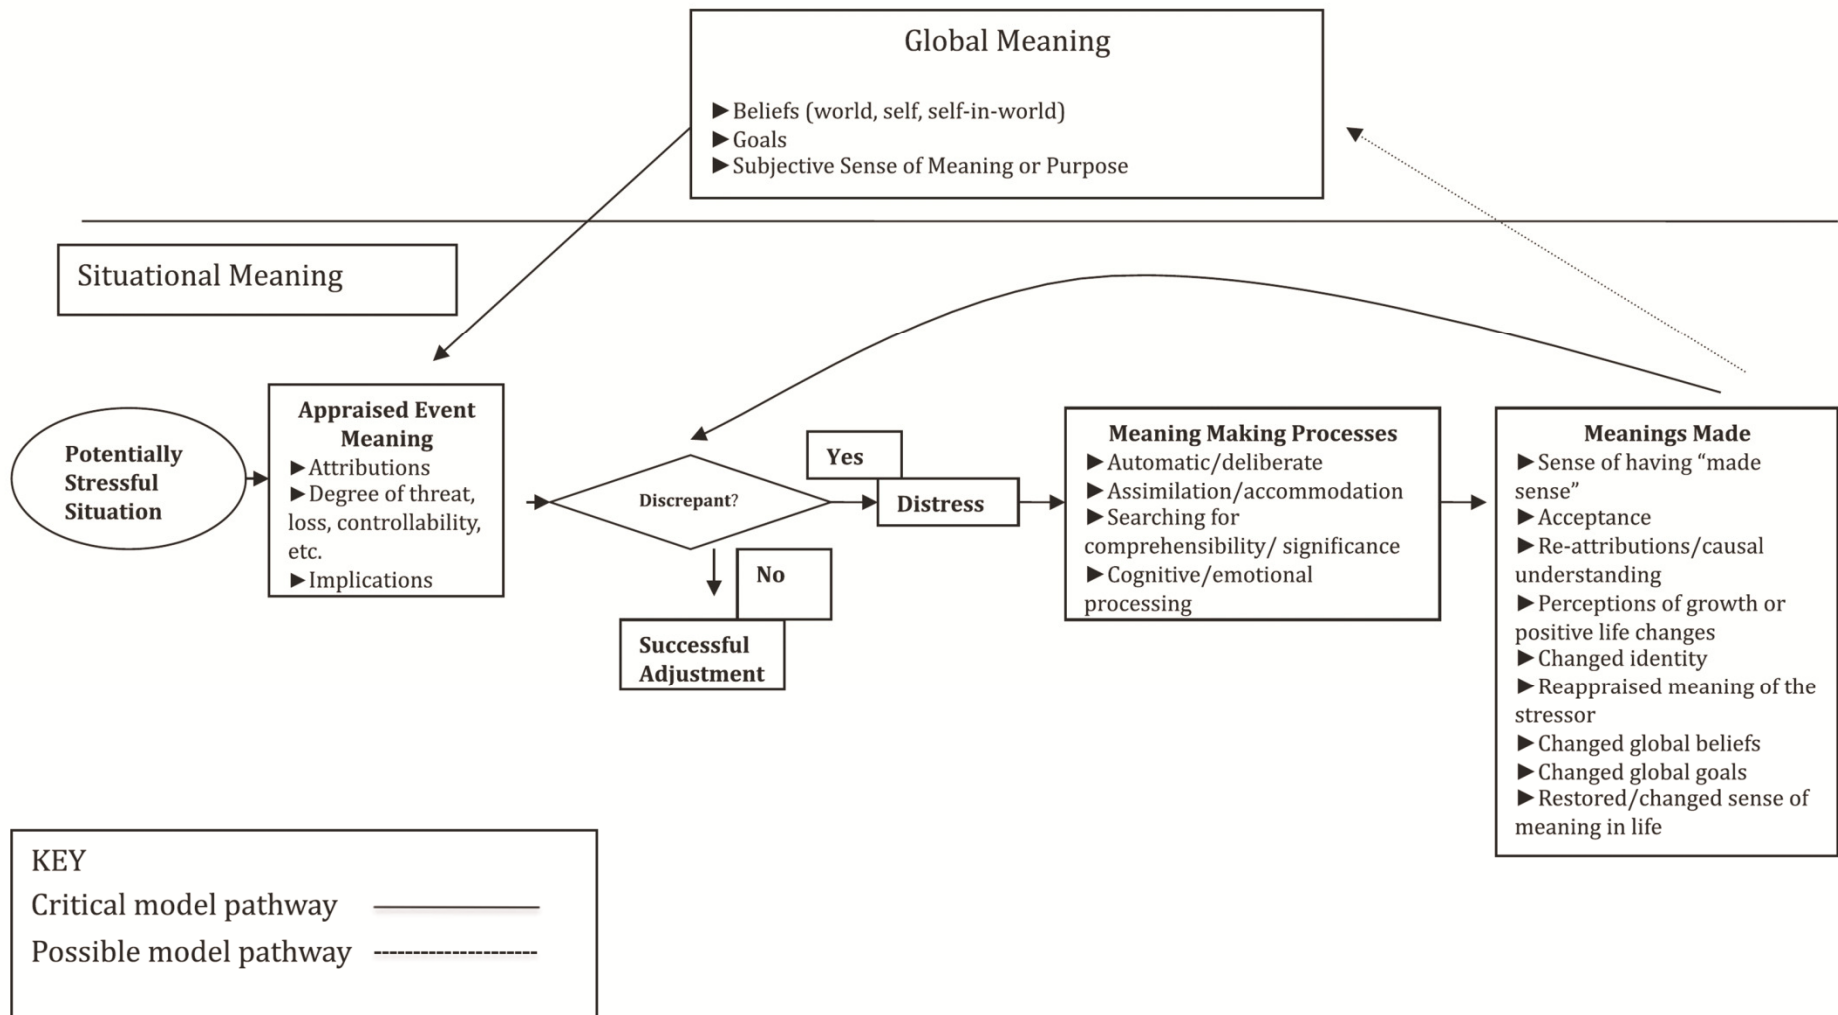 Global Meaning
►Beliefs (world, self, self-in-world)
►Goals
►Subjective Sense of Meaning or Purpose
Situational Meaning
Potentially
Stressful
Situation
Appraised Event
Meaning
►Attributions
►Degree of threat,
loss, controllability,
etc.
►Implications
Discrepant?
Yes
Distress
No
Successful
Adjustment
Meaning Making Processes
►Automatic/deliberate
►Assimilation/accommodation
►Searching for
comprehensibility/ significance
►Cognitive/emotional
processing
Meanings Made
►Sense of having “made
sense”
►Acceptance
►Re-attributions/causal
understanding
►Perceptions of growth or
positive life changes
►Changed identity
►Reappraised meaning of the
stressor
►Changed global beliefs
►Changed global goals
►Restored/changed sense of
meaning in life
KEY
Critical model pathway
Possible model pathway